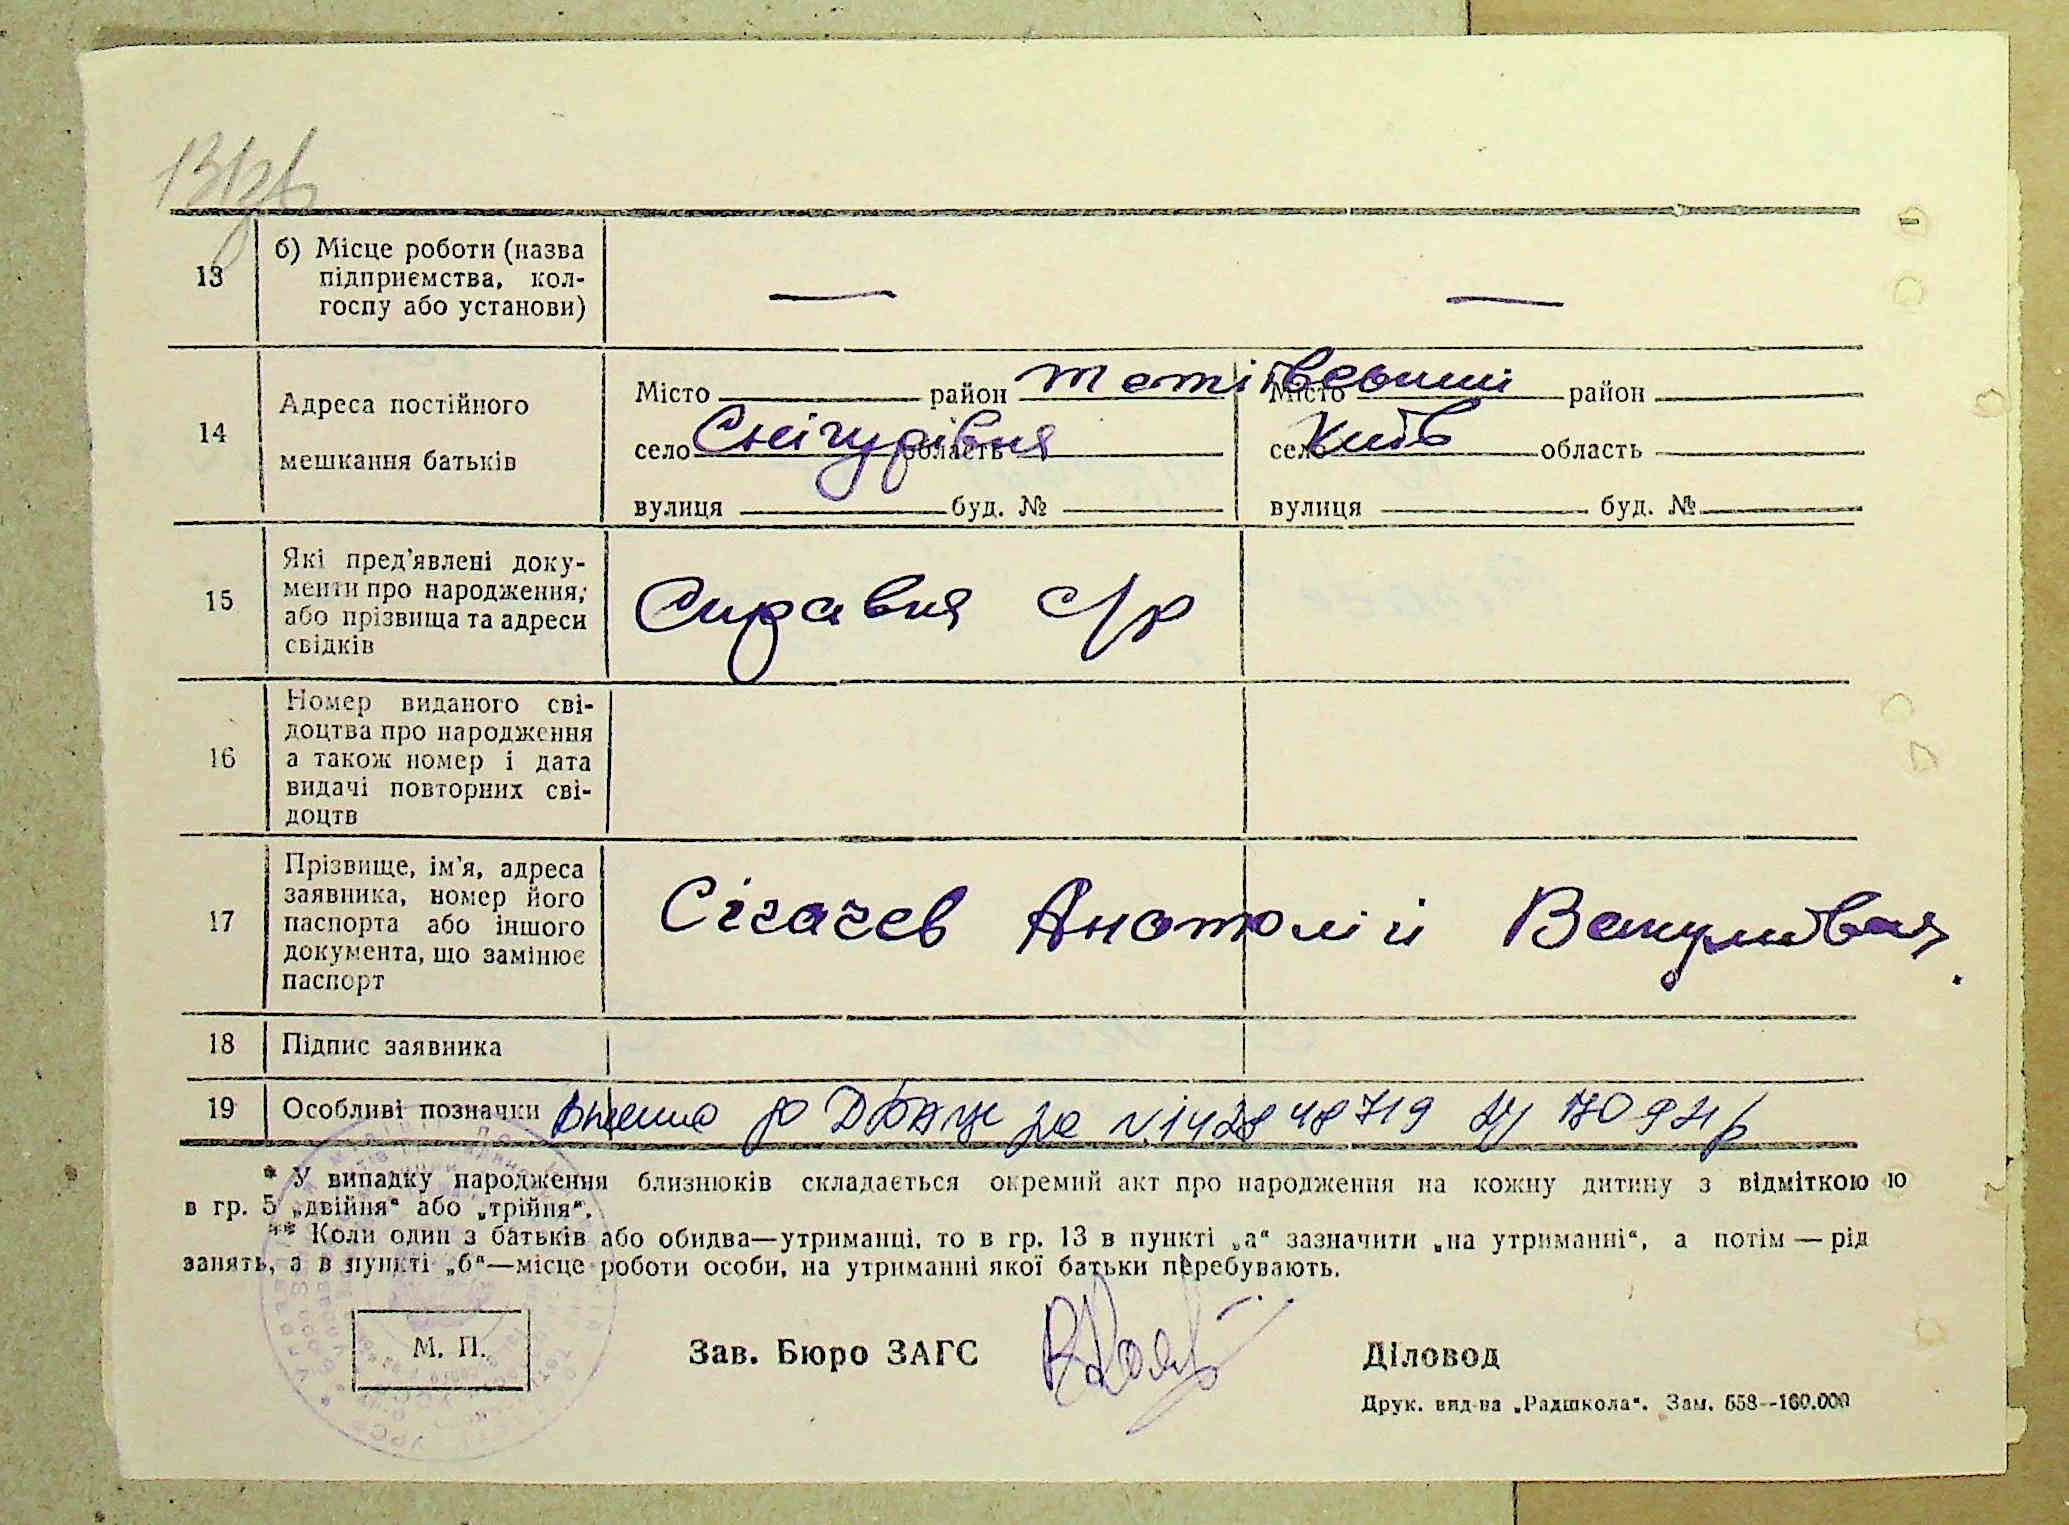 13 б) Місце роботи (назва
підприємства, кол-
госпу або установи) — —
14 Адреса постійного
мешкання батьків
Місто район Тетіївський Місто район
село Снігурівка область село Київ область
вулиця буд. № вулиця буд. №
15 Які пред'явлені доку-
менти про народження,
або прізвища та адреси
свідків
Справка с/р
16 Номер виданого сві-
доцтва про народження
а також номер і дата
видачі повторних сві-
доцтв
17 Прізвище, ім'я, адреса
заявника, номер його
паспорта або іншого
документа, що замінює
паспорт
Сігачев Анатолій
18 Підпис заявника
19 Особливі позначки
* У випадку народження близнюків складається окремий акт про народження на кожну дитину з відміткою ю
в гр. 5 „двійня“ або „трійня“.
** Коли один з батьків або обидва—утриманці, то в гр. 13 в пункті „а“ зазначити „на утриманні“, а потім — рід
занять, а в пункті „б“—місце роботи особи, на утриманні якої батьки перебувають.
М. П. Зав. Бюро ЗАГС Діловод
Друк. вид-ва „Радшкола“. Зам. 658--160.000